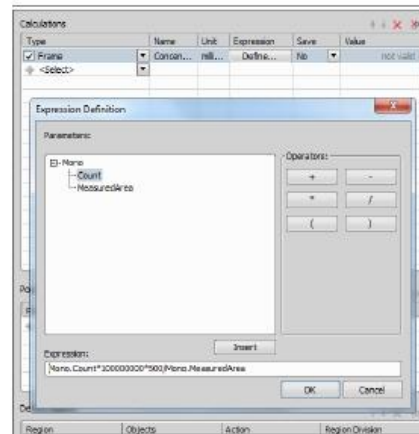 Calculations
Type Name Unit Expression Save Value
Frame Concen... mili... Define... No not valid
<Select>
Expression Definition
Parameters: Operators:
Mono
Count
MeasuredArea
+ -
* /
( )
Insert
Expression:
Mono.Count*100000000*500/Mono.MeasuredArea
OK Cancel
Region Objects Action Region Division